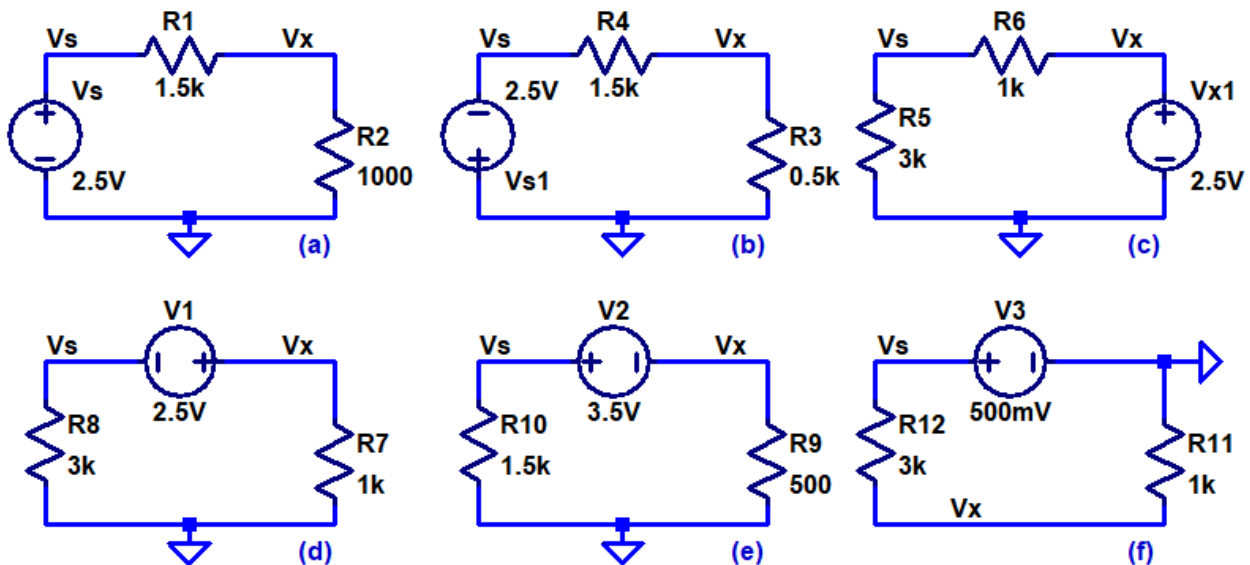 Vs R1 Vx
1.5k
Vs
R2
1000
2.5V
(a)
Vs R4 Vx
2.5V 1.5k
R3
0.5k
Vs1
(b)
Vs R6 Vx
1k
Vx1
R5
3k
2.5V
(c)
V1
Vs Vx
2.5V
R8
3k
R7
1k
(d)
V2
Vs Vx
3.5V
R10
1.5k
R9
500
(e)
V3
Vs
500mV
R12
3k
R11
1k
Vx
(f)